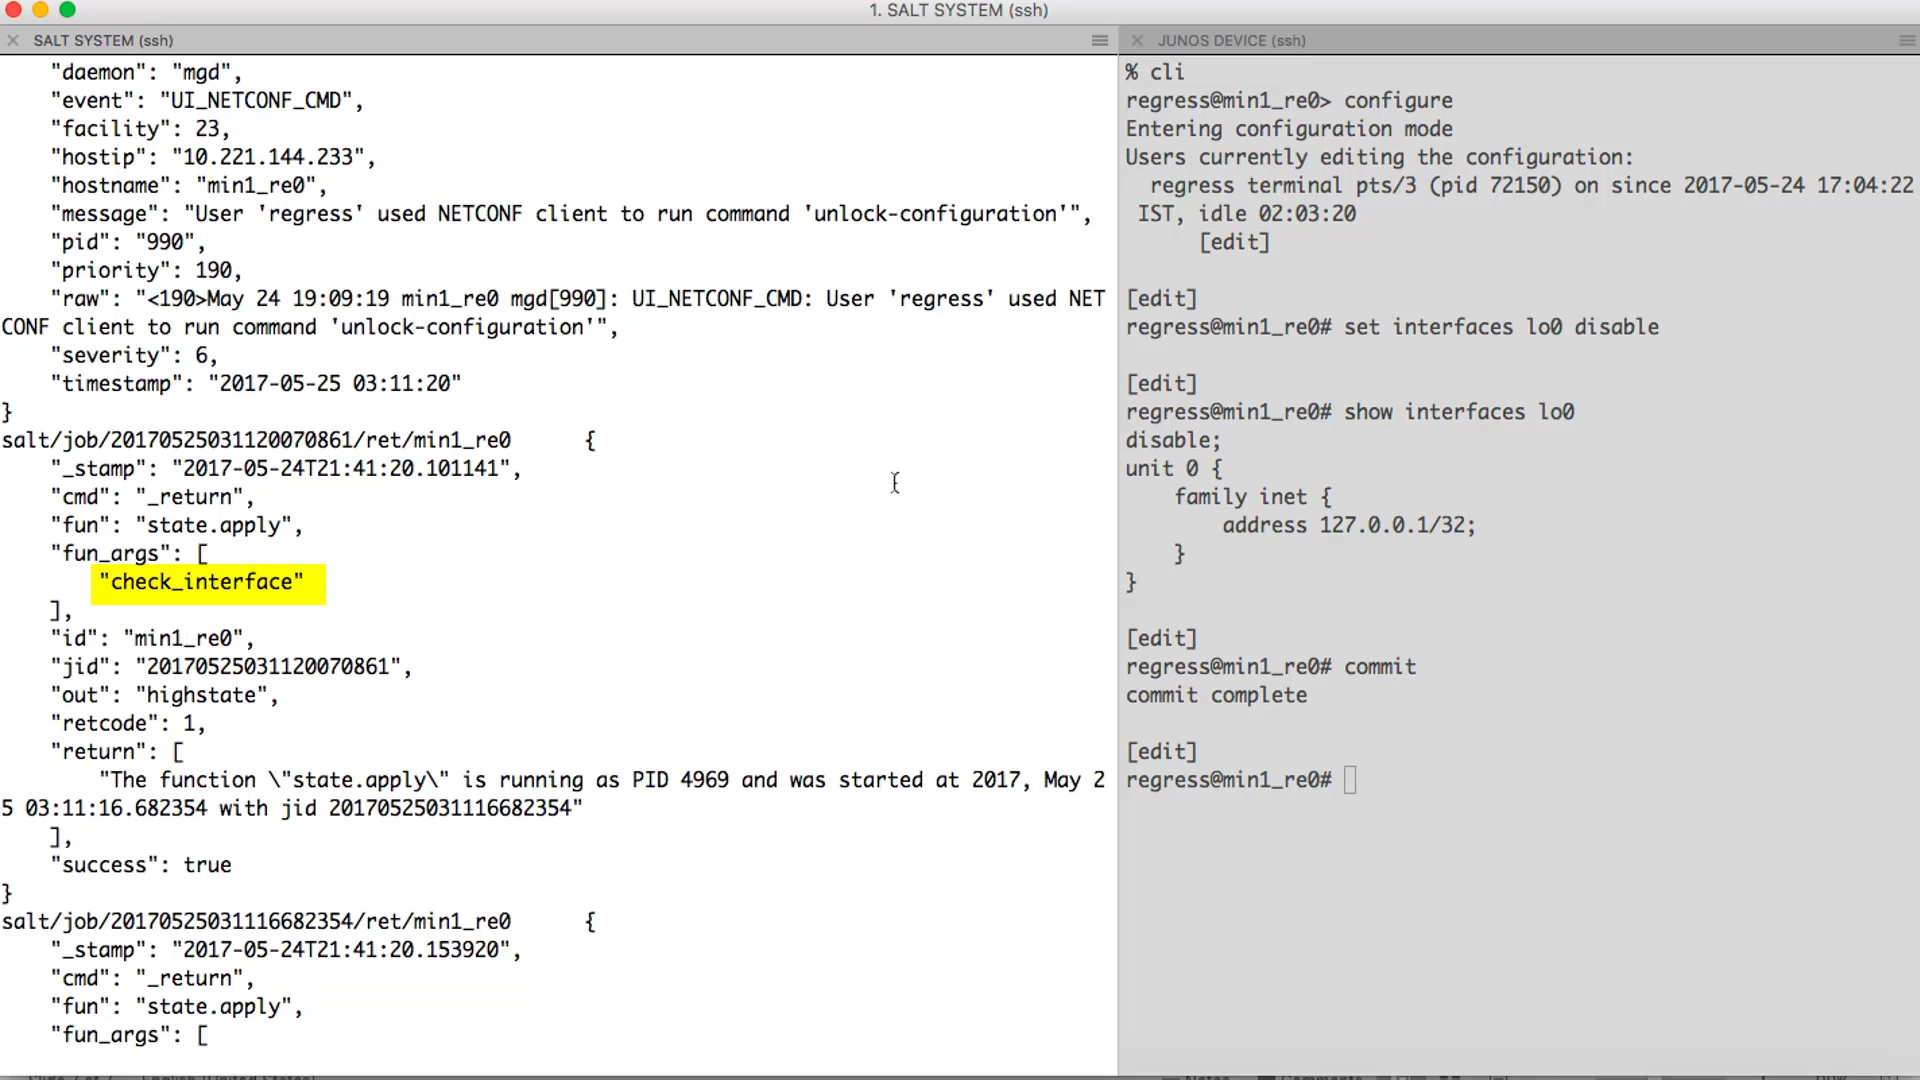 1. SALT SYSTEM (ssh)
SALT SYSTEM (ssh)
"daemon": "mgd",
"event": "UI_NETCONF_CMD",
"facility": 23,
"hostip": "10.221.144.233",
"hostname": "min1_re0",
"message": "User 'regress' used NETCONF client to run command 'unlock-configuration'",
"pid": "990",
"priority": 190,
"raw": "<190>May 24 19:09:19 min1_re0 mgd[990]: UI_NETCONF_CMD: User 'regress' used NET
CONF client to run command 'unlock-configuration'",
"severity": 6,
"timestamp": "2017-05-25 03:11:20"
}
salt/job/20170525031120070861/ret/min1_re0 {
"_stamp": "2017-05-24T21:41:20.101141",
"cmd": "_return",
"fun": "state.apply",
"fun_args": [
"check_interface"
],
"id": "min1_re0",
"jid": "20170525031120070861",
"out": "highstate",
"retcode": 1,
"return": [
"The function \"state.apply\" is running as PID 4969 and was started at 2017, May 2
5 03:11:16.682354 with jid 20170525031116682354"
],
"success": true
}
salt/job/20170525031116682354/ret/min1_re0 {
"_stamp": "2017-05-24T21:41:20.153920",
"cmd": "_return",
"fun": "state.apply",
"fun_args": [
JUNOS DEVICE (ssh)
% cli
regress@min1_re0> configure
Entering configuration mode
Users currently editing the configuration:
regress terminal pts/3 (pid 72150) on since 2017-05-24 17:04:22
IST, idle 02:03:20
[edit]
[edit]
regress@min1_re0# set interfaces lo0 disable
[edit]
regress@min1_re0# show interfaces lo0
disable;
unit 0 {
family inet {
address 127.0.0.1/32;
}
}
[edit]
regress@min1_re0# commit
commit complete
[edit]
regress@min1_re0#